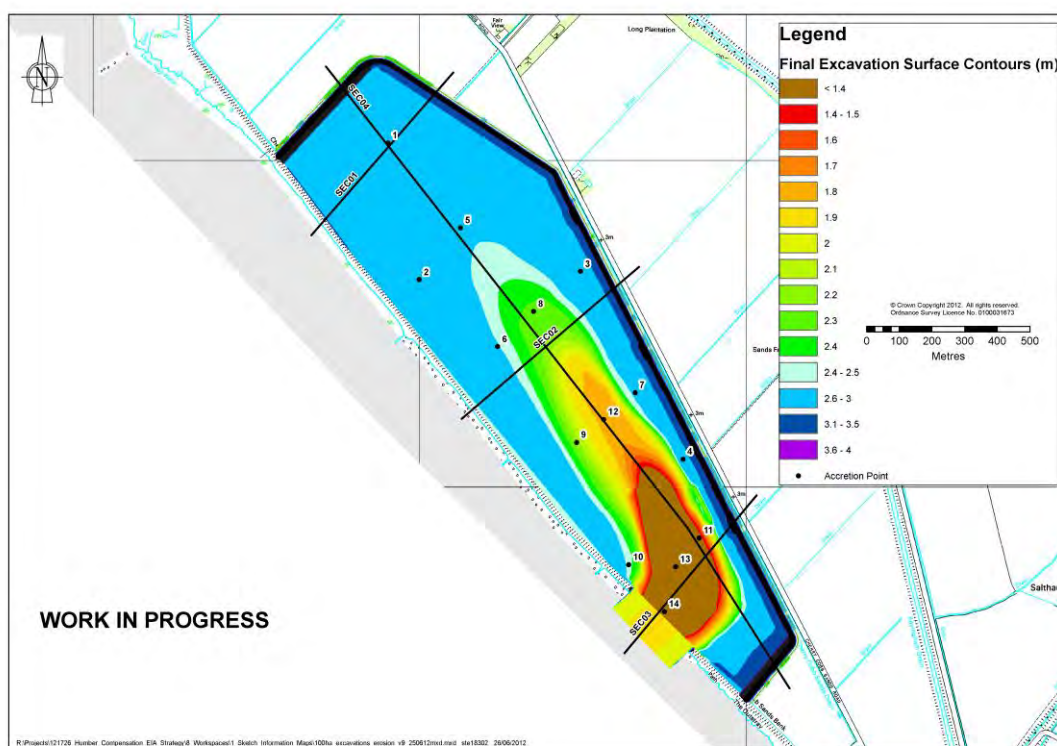 Fair
View
Long Plantation
N
Legend
Final Excavation Surface Contours (m)
< 1.4
1.4 - 1.5
1.6
1.7
1.8
1.9
2
2.1
2.2
2.3
2.4
2.4 - 2.5
2.6 - 3
3.1 - 3.5
3.6 - 4
Accretion Point
SEC04
1
SEC01
5
3m
3
2
8
© Crown Copyright 2012. All rights reserved.
Ordnance Survey Licence No. 0100031673
0 100 200 300 400 500
Metres
SEC02
6
Sands
7
3m
12
9
4
3m
11
10
13
14
SEC03
Salthau
WORK IN PROGRESS
Sands Bank